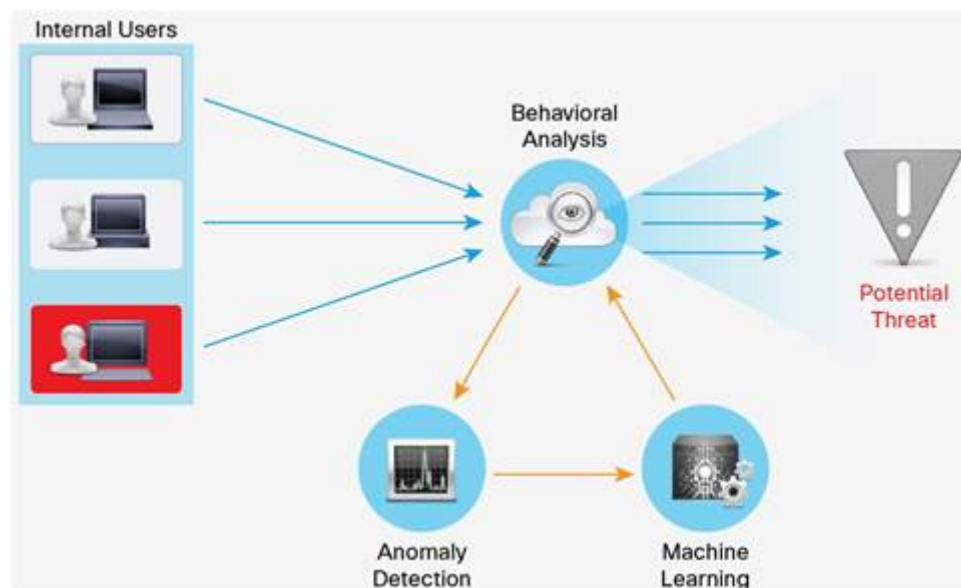 Internal Users
Behavioral
Analysis
Potential
Threat
Anomaly
Detection
Machine
Learning